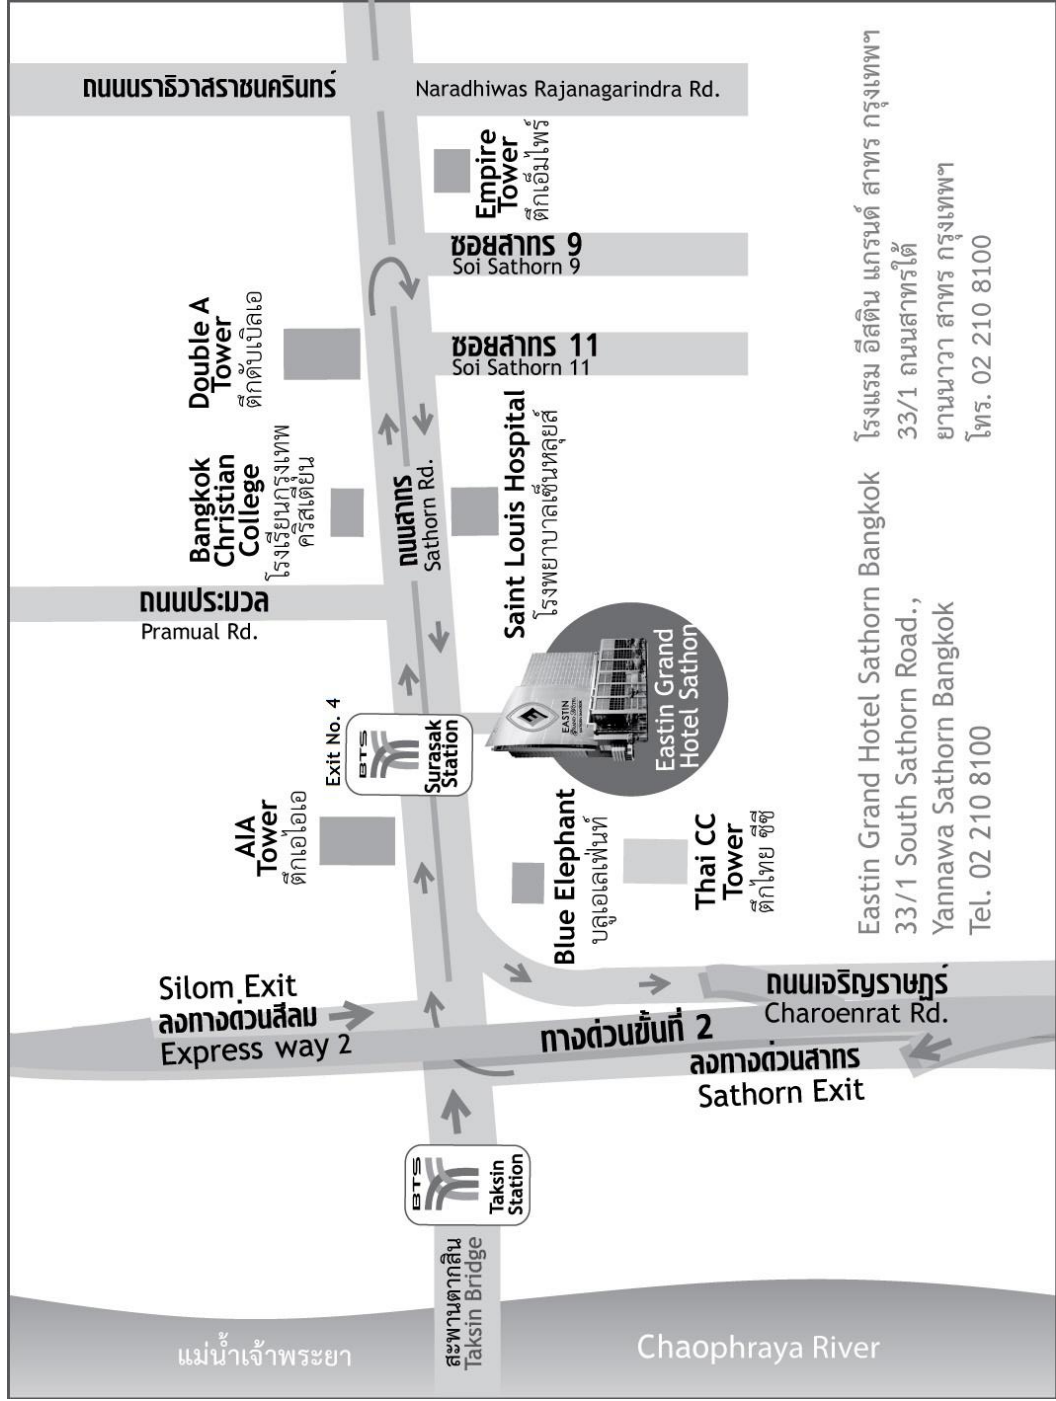 ถนนนราธิวาสราชนครินทร์
Naradhiwas Rajanagarindra Rd.
Empire
Tower
ตึกเอ็มไพร์
ซอยสาทร 9
Soi Sathorn 9
Double A
Tower
ตึกดับเบิลเอ
ซอยสาทร 11
Soi Sathorn 11
Bangkok
Christian
College
โรงเรียนกรุงเทพ
คริสเตียน
ถนนสาทร
Sathorn Rd.
Saint Louis Hospital
โรงพยาบาลเซ็นหลุยส์
ถนนประมวล
Pramual Rd.
Exit No. 4
BTS
Surasak
Station
EASTIN
Eastin Grand
Hotel Sathon
AIA
Tower
ตึกเอไอเอ
Blue Elephant
บลูเอเลเฟ่นท์
Thai CC
Tower
ตึกไทย ซีซี
Silom Exit
ลงทางด่วนสีลม
Express way 2
ทางด่วนขั้นที่ 2
ถนนเจริญราษฎร์
Charoenrat Rd.
ลงทางด่วนสาทร
Sathorn Exit
BTS
Taksin
Station
สะพานตากสิน
Taksin Bridge
แม่น้ำเจ้าพระยา
Chaophraya River
Eastin Grand Hotel Sathorn Bangkok
33/1 South Sathorn Road.,
Yannawa Sathorn Bangkok
Tel. 02 210 8100
โรงแรม อีสติน แกรนด์ สาทร กรุงเทพฯ
33/1 ถนนสาทรใต้
ยานนาวา สาทร กรุงเทพฯ
โทร. 02 210 8100